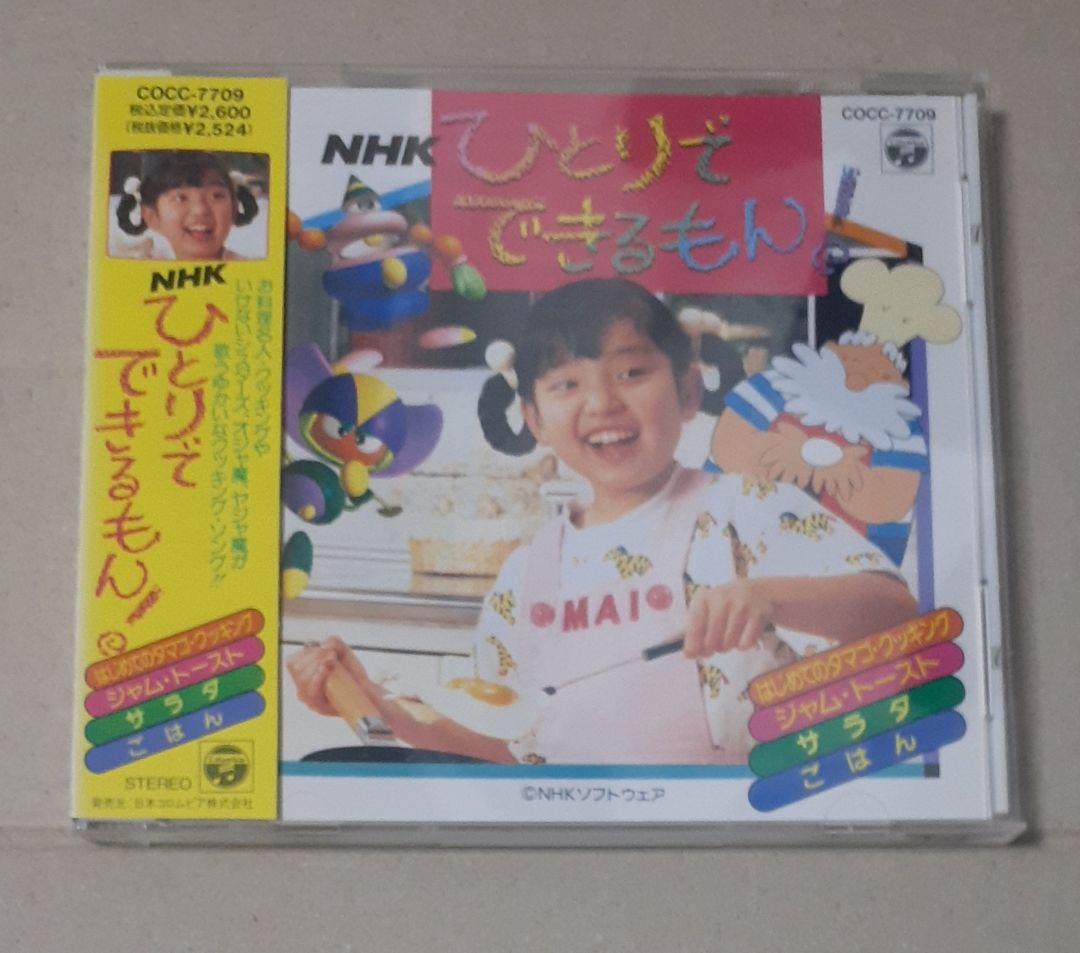 COCC-7709
税込定価¥2,600
(税抜価格¥2,524)
NHK
ひとりで
できるもん!
お料理名人・クッキングや
いけないミスロース、オジャ魔、ヤジャ魔が
歌うゆかいなクッキング・ソング!!
はじめてのタマゴ・クッキング
ジャム・トースト
サラダ
ごはん
STEREO
Columbia
発売元:日本コロムビア株式会社
NHK
ひとりで
できるもん。
COCC-7709
MAI
はじめてのタマゴ・クッキング
ジャム・トースト
サラダ
ごはん
©NHKソフトウェア